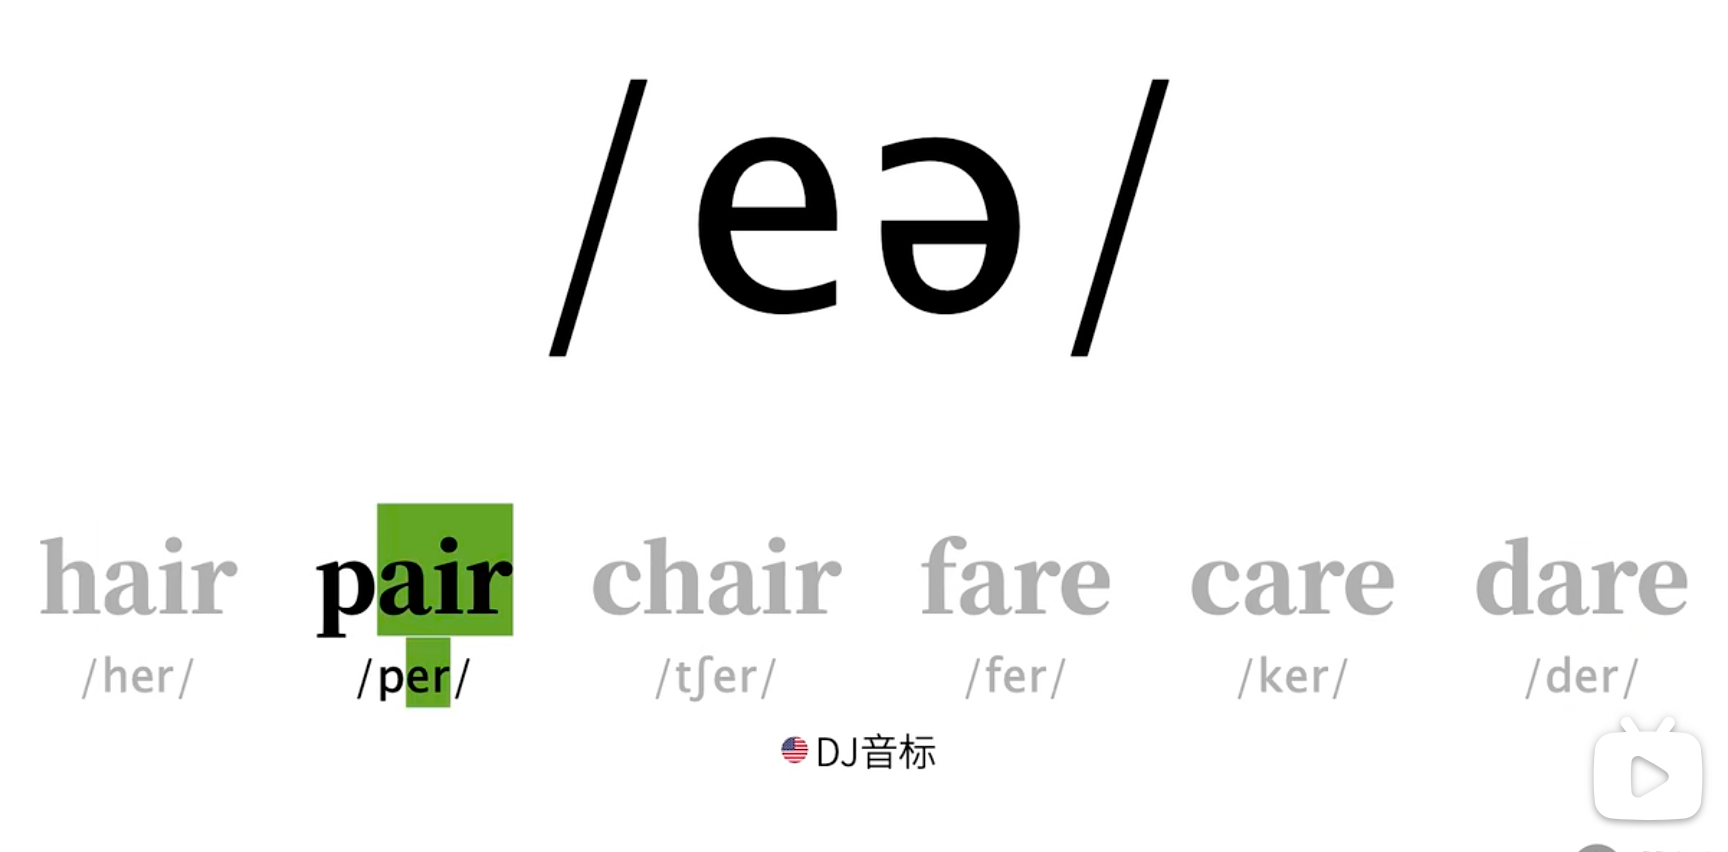 /eə/
hair pair chair fare care dare
/her/ /per/ /tʃer/ /fer/ /ker/ /der/
DJ音标